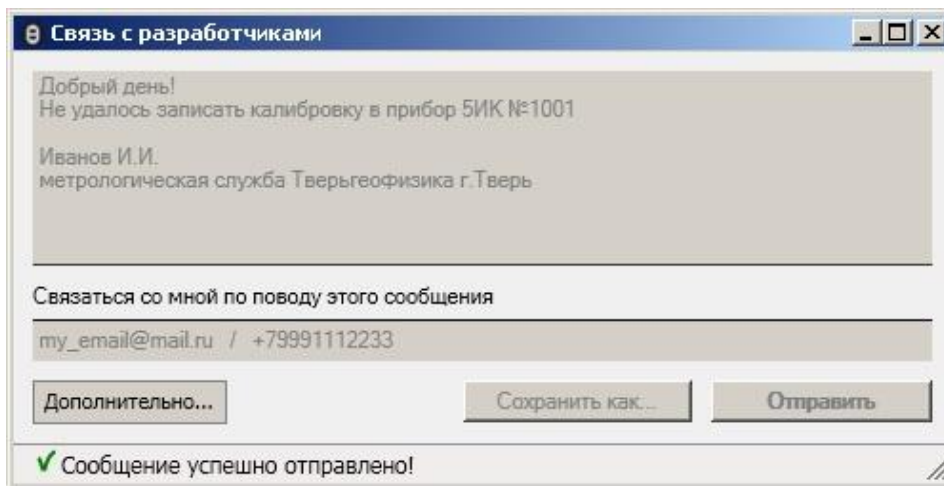 Связь с разработчиками
Добрый день!
Не удалось записать калибровку в прибор 5ИК №1001
Иванов И.И.
метрологическая служба Тверьгеофизика г.Тверь
Связаться со мной по поводу этого сообщения
my_email@mail.ru / +79991112233
Дополнительно... Сохранить как... Отправить
Сообщение успешно отправлено!